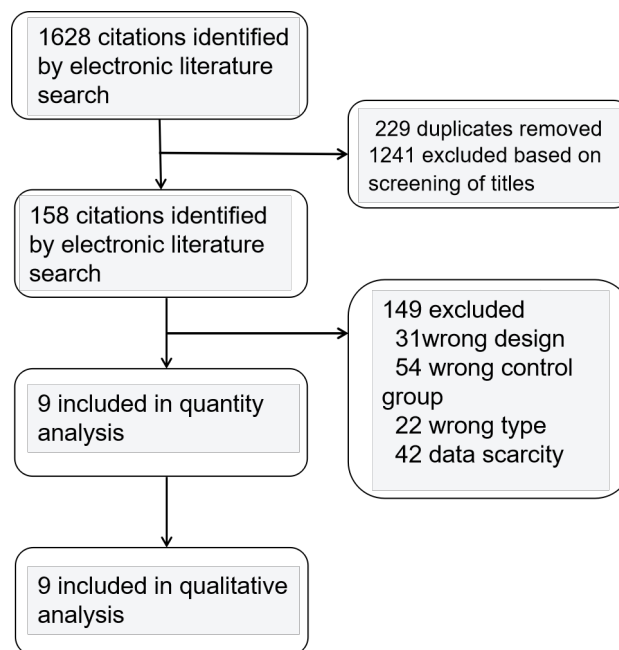 1628 citations identified
by electronic literature
search
229 duplicates removed
1241 excluded based on
screening of titles
158 citations identified
by electronic literature
search
149 excluded
31wrong design
54 wrong control
group
22 wrong type
42 data scarcity
9 included in quantity
analysis
9 included in qualitative
analysis